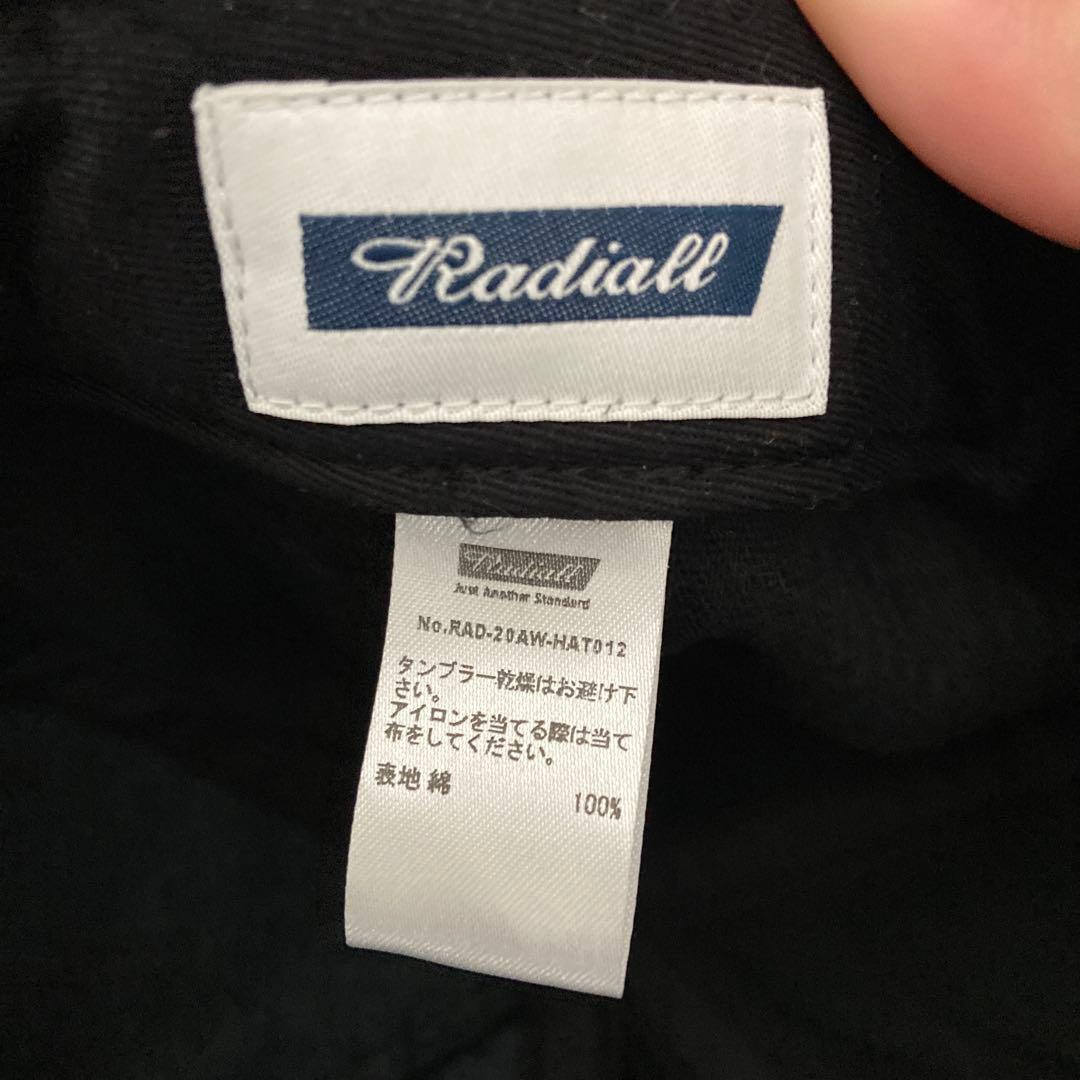 Radiall
Radiall
Just Another Standard
No.RAD-20AW-HAT012
タンブラー乾燥はお避け下
さい。
アイロンを当てる際は当て
布をしてください。
表地 綿 100%